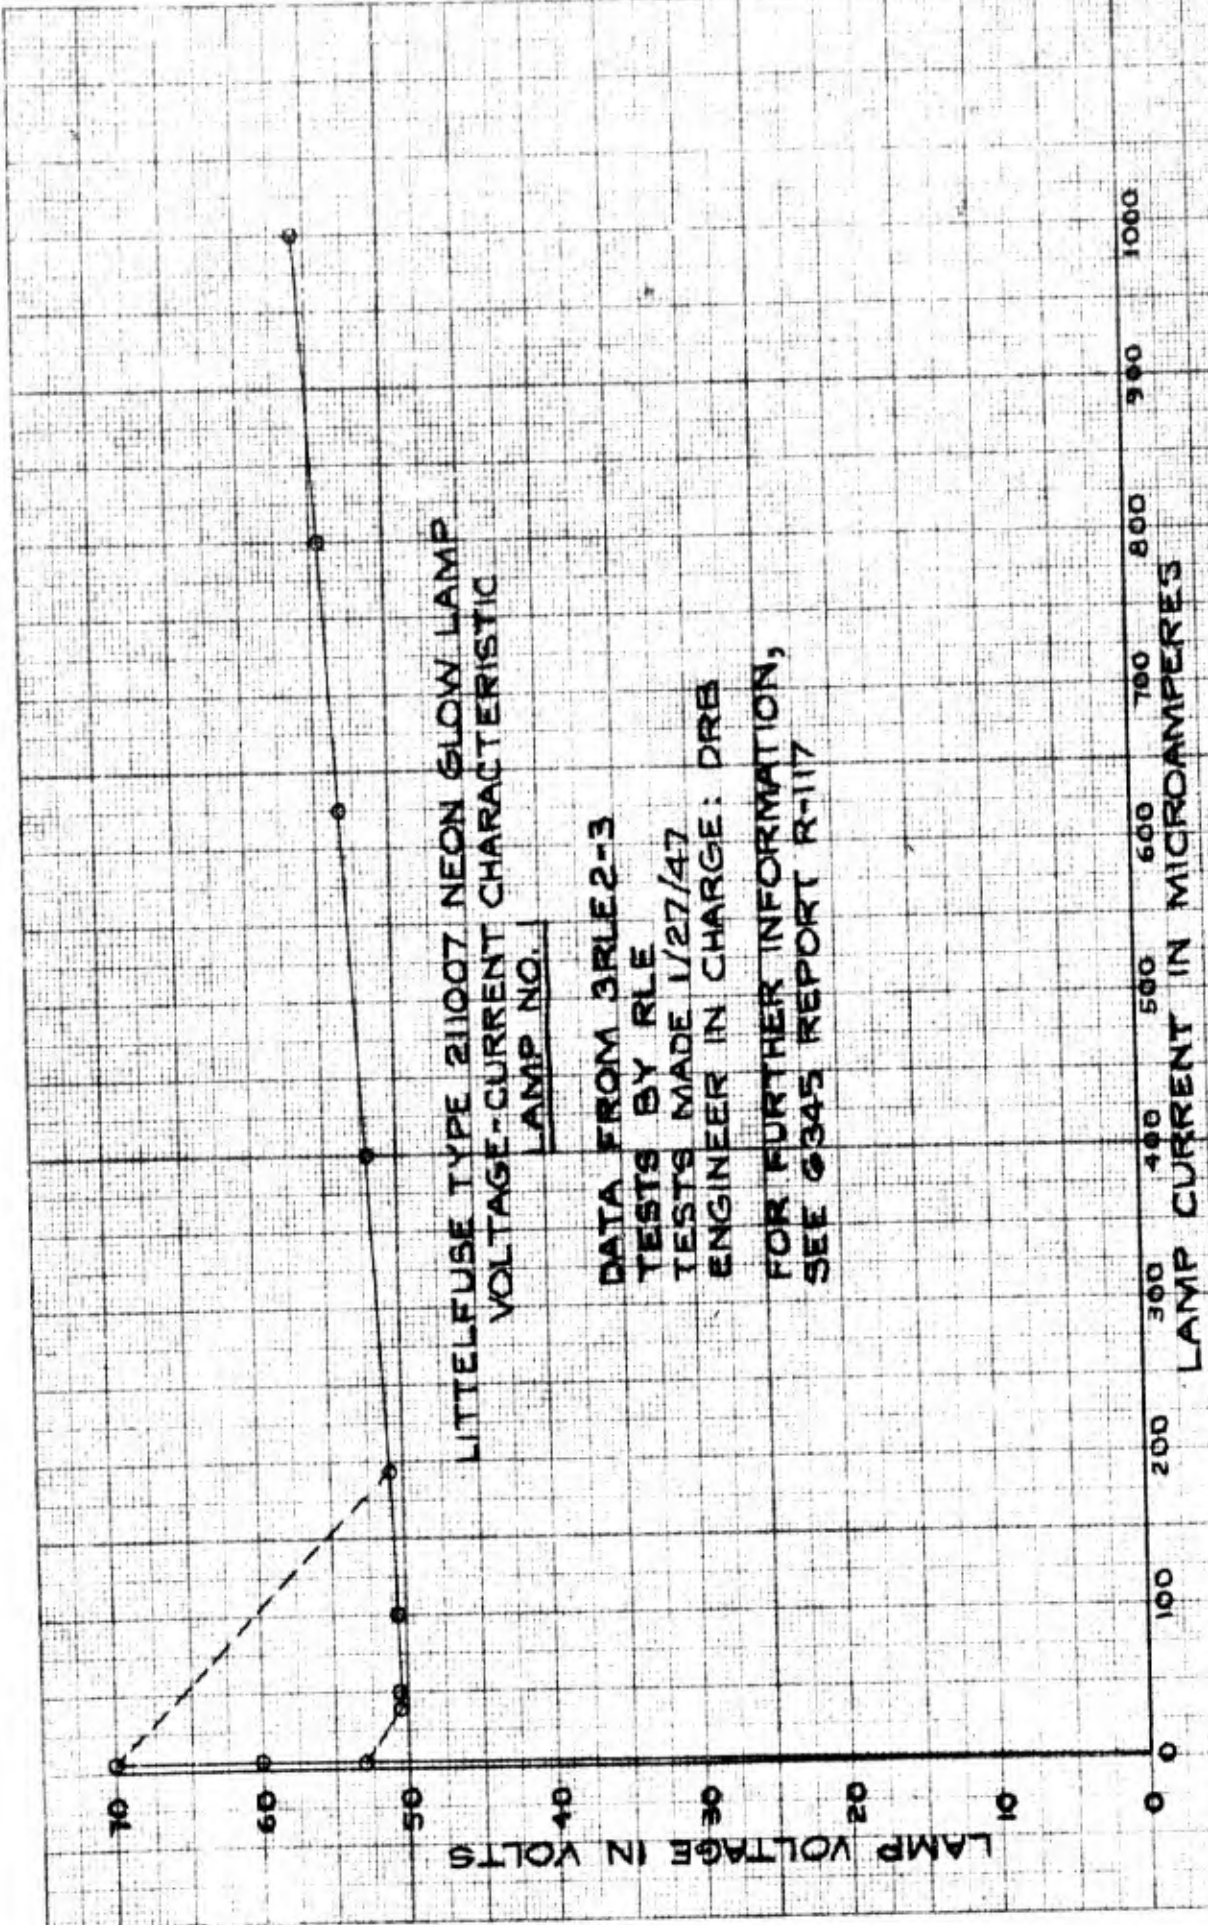 LITTELFUSE TYPE 211007 NEON GLOW LAMP
VOLTAGE-CURRENT CHARACTERISTIC
LAMP NO. 1
DATA FROM 3RLE2-3
TESTS BY RLE
TESTS MADE 1/27/47
ENGINEER IN CHARGE: DRB
FOR FURTHER INFORMATION,
SEE 6345 REPORT R-117
70
60
50
40
30
20
10
0
LAMP VOLTAGE IN VOLTS
0 100 200 300 400 500 600 700 800 900 1000
LAMP CURRENT IN MICROAMPERES